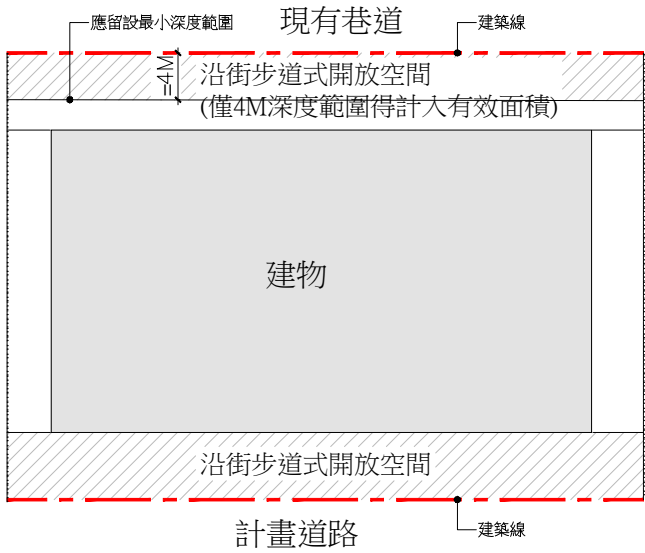 現有巷道
應留設最小深度範圍
建築線
=4M
沿街步道式開放空間
(僅4M深度範圍得計入有效面積)
建物
沿街步道式開放空間
計畫道路
建築線